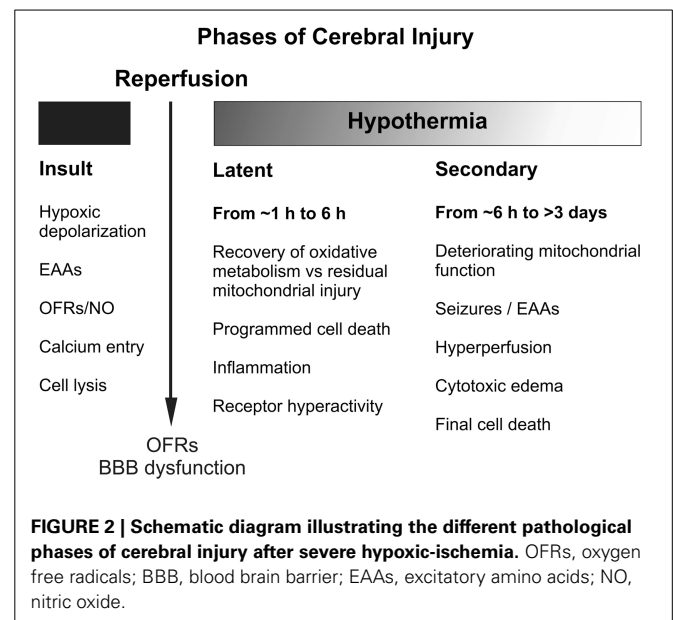 Phases of Cerebral Injury
Reperfusion
Hypothermia
Insult
Hypoxic
depolarization
EAAs
OFRs/NO
Calcium entry
Cell lysis
OFRs
BBB dysfunction
Latent
From ~1 h to 6 h
Recovery of oxidative
metabolism vs residual
mitochondrial injury
Programmed cell death
Inflammation
Receptor hyperactivity
Secondary
From ~6 h to >3 days
Deteriorating mitochondrial
function
Seizures / EAAs
Hyperperfusion
Cytotoxic edema
Final cell death
FIGURE 2 | Schematic diagram illustrating the different pathological
phases of cerebral injury after severe hypoxic-ischemia. OFRs, oxygen
free radicals; BBB, blood brain barrier; EAAs, excitatory amino acids; NO,
nitric oxide.